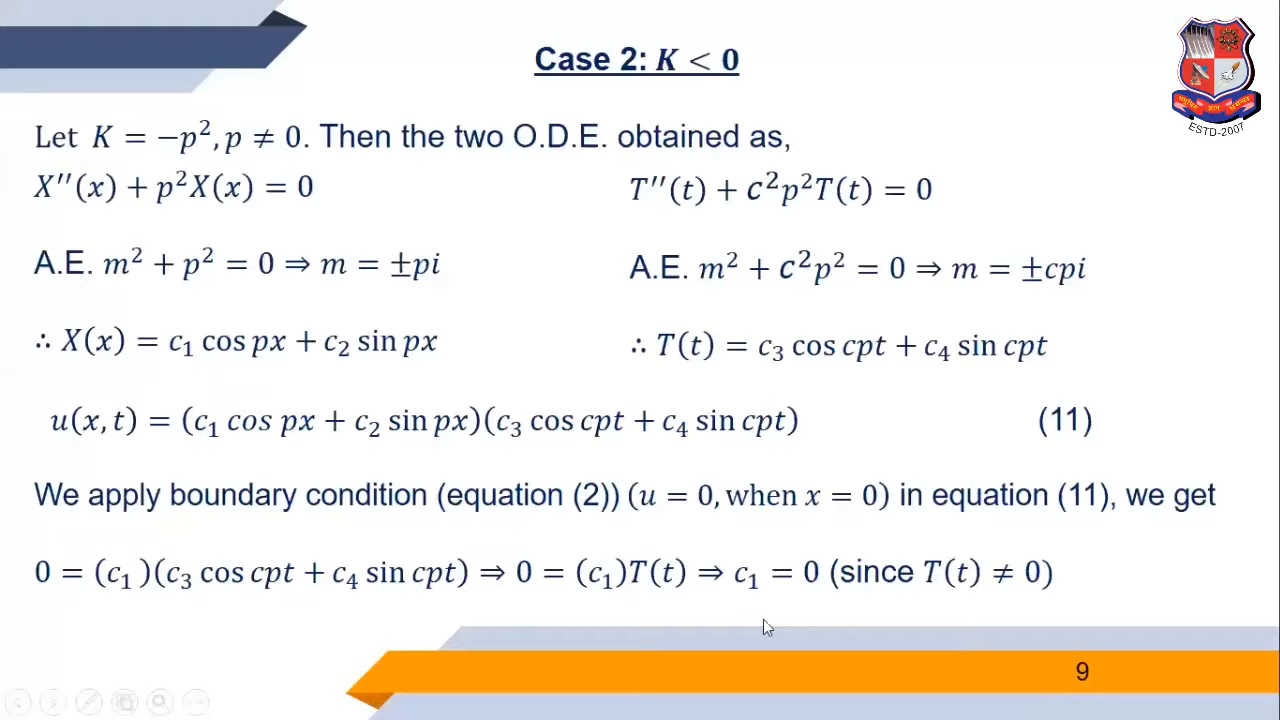 Case 2: K < 0
Let K = −p², p ≠ 0. Then the two O.D.E. obtained as,
X′′(x) + p²X(x) = 0 T′′(t) + c²p²T(t) = 0
A.E. m² + p² = 0 ⇒ m = ±pi A.E. m² + c²p² = 0 ⇒ m = ±cpi
∴ X(x) = c₁ cos px + c₂ sin px ∴ T(t) = c₃ cos cpt + c₄ sin cpt
u(x, t) = (c₁ cos px + c₂ sin px)(c₃ cos cpt + c₄ sin cpt) (11)
We apply boundary condition (equation (2)) (u = 0, when x = 0) in equation (11), we get
0 = (c₁ )(c₃ cos cpt + c₄ sin cpt) ⇒ 0 = (c₁)T(t) ⇒ c₁ = 0 (since T(t) ≠ 0)
ESTD-2007
9